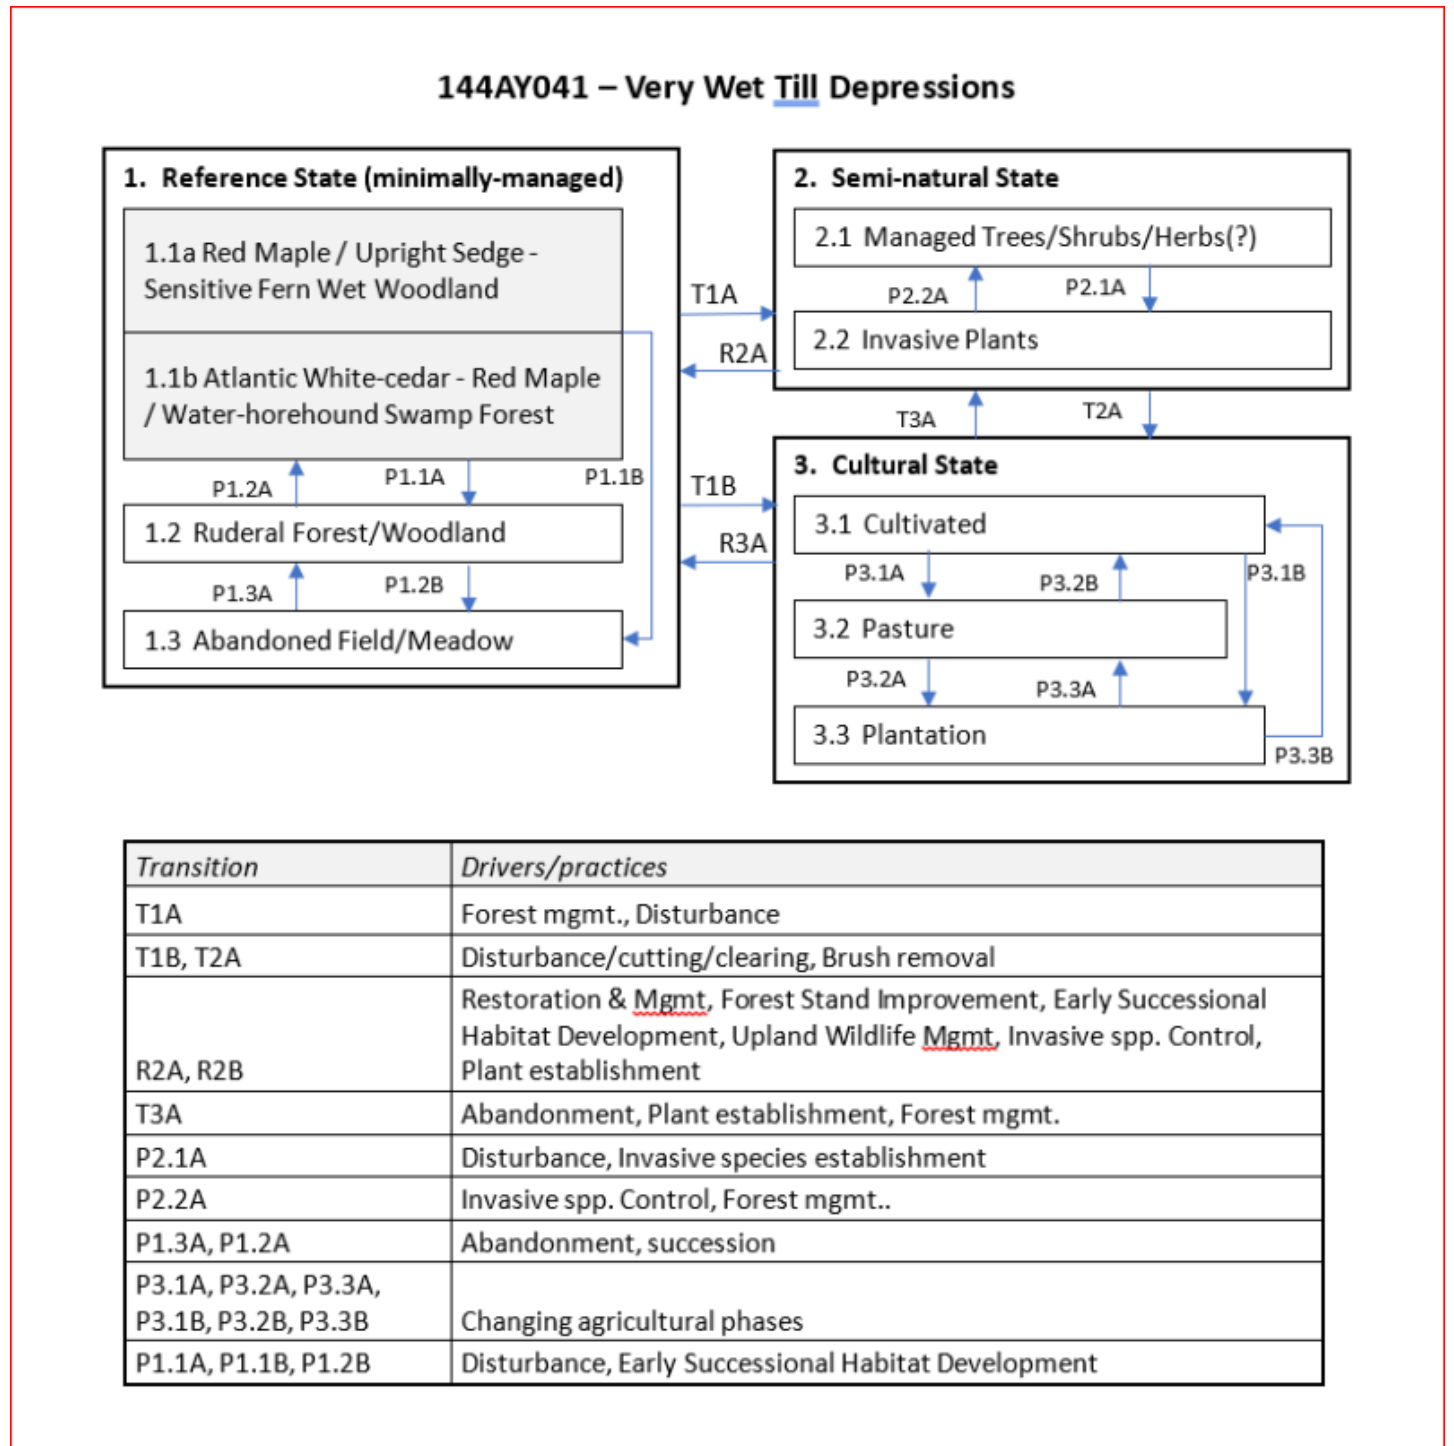 144AY041 – Very Wet Till Depressions
1. Reference State (minimally-managed)
1.1a Red Maple / Upright Sedge -
Sensitive Fern Wet Woodland
1.1b Atlantic White-cedar - Red Maple
/ Water-horehound Swamp Forest
P1.2A
P1.1A
P1.1B
1.2 Ruderal Forest/Woodland
P1.3A
P1.2B
1.3 Abandoned Field/Meadow
T1A
R2A
T1B
R3A
2. Semi-natural State
2.1 Managed Trees/Shrubs/Herbs(?)
P2.2A
P2.1A
2.2 Invasive Plants
T3A
T2A
3. Cultural State
3.1 Cultivated
P3.1A
P3.2B
P3.1B
3.2 Pasture
P3.2A
P3.3A
3.3 Plantation
P3.3B
Transition
Drivers/practices
T1A
Forest mgmt., Disturbance
T1B, T2A
Disturbance/cutting/clearing, Brush removal
R2A, R2B
Restoration & Mgmt, Forest Stand Improvement, Early Successional
Habitat Development, Upland Wildlife Mgmt, Invasive spp. Control,
Plant establishment
T3A
Abandonment, Plant establishment, Forest mgmt.
P2.1A
Disturbance, Invasive species establishment
P2.2A
Invasive spp. Control, Forest mgmt..
P1.3A, P1.2A
Abandonment, succession
P3.1A, P3.2A, P3.3A,
P3.1B, P3.2B, P3.3B
Changing agricultural phases
P1.1A, P1.1B, P1.2B
Disturbance, Early Successional Habitat Development